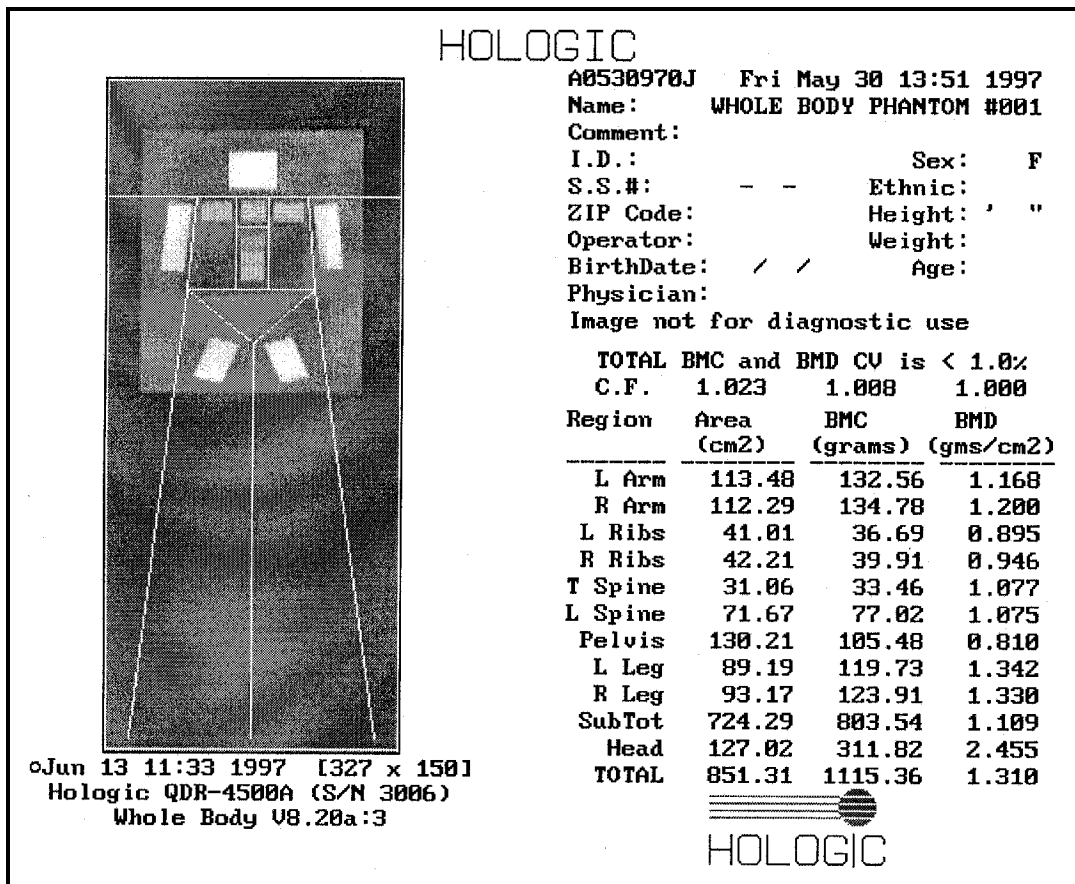 HOLOGIC
A0530970J Fri May 30 13:51 1997
Name: WHOLE BODY PHANTOM #001
Comment:
I.D.: Sex: F
S.S.#: - - Ethnic:
ZIP Code: Height: ' "
Operator: Weight:
BirthDate: / / Age:
Physician:
Image not for diagnostic use
TOTAL BMC and BMD CV is < 1.0%
C.F. 1.023 1.008 1.000
Region Area BMC BMD
(cm2) (grams) (gms/cm2)
L Arm 113.48 132.56 1.168
R Arm 112.29 134.78 1.200
L Ribs 41.01 36.69 0.895
R Ribs 42.21 39.91 0.946
T Spine 31.06 33.46 1.077
L Spine 71.67 77.02 1.075
Pelvis 130.21 105.48 0.810
L Leg 89.19 119.73 1.342
R Leg 93.17 123.91 1.330
SubTot 724.29 803.54 1.109
Head 127.02 311.82 2.455
TOTAL 851.31 1115.36 1.310
Jun 13 11:33 1997 [327 x 150]
Hologic QDR-4500A (S/N 3006)
Whole Body V8.20a:3
HOLOGIC